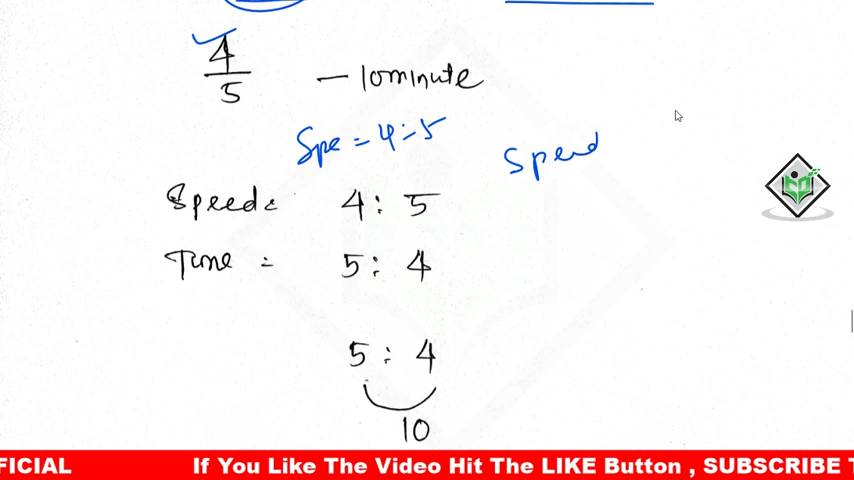 4
5
— 10minute
Spe = 4:5
Spend
Speed =
4 : 5
Time =
5 : 4
5 : 4
10
FICIAL If You Like The Video Hit The LIKE Button , SUBSCRIBE T